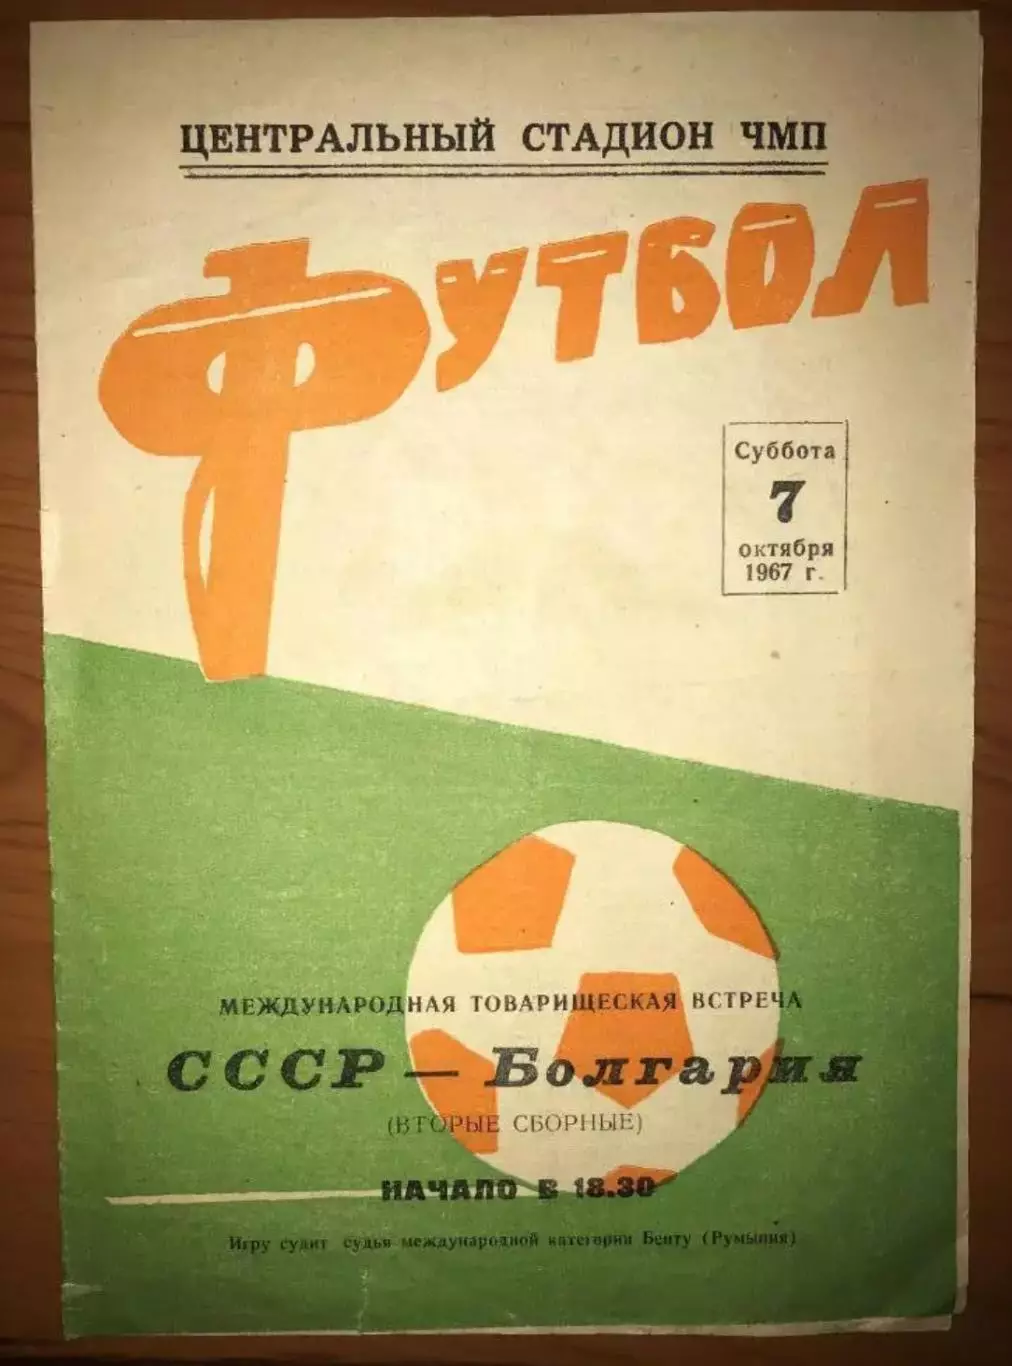 ЦЕНТРАЛЬНЫЙ СТАДИОН ЧМП
ФУТБОЛ
Суббота
7
октября
1967 г.
МЕЖДУНАРОДНАЯ ТОВАРИЩЕСКАЯ ВСТРЕЧА
СССР — Болгария
(ВТОРЫЕ СБОРНЫЕ)
НАЧАЛО В 18.30
Игру судит судья международной категории Бенту (Румыния)